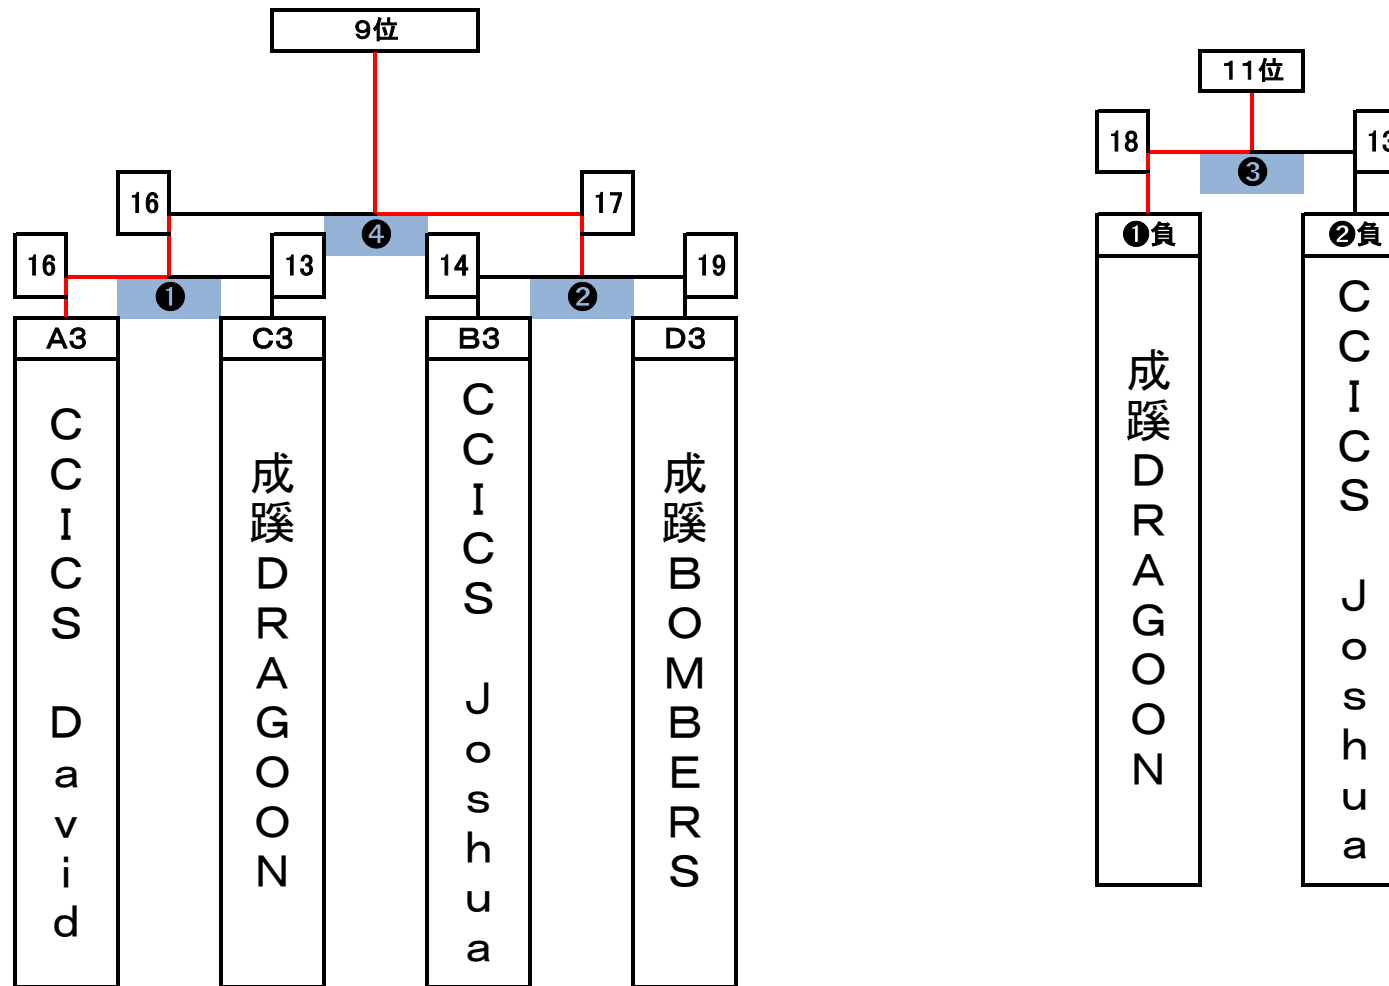 9位
11位
18
13
16
17
❸
❶負
❷負
16
13
❹
14
19
❶
❷
A3
C3
B3
D3
CCICS David
成蹊DRAGOON
CCICS Joshua
成蹊BOMBERS
成蹊DRAGOON
CCICS Joshua